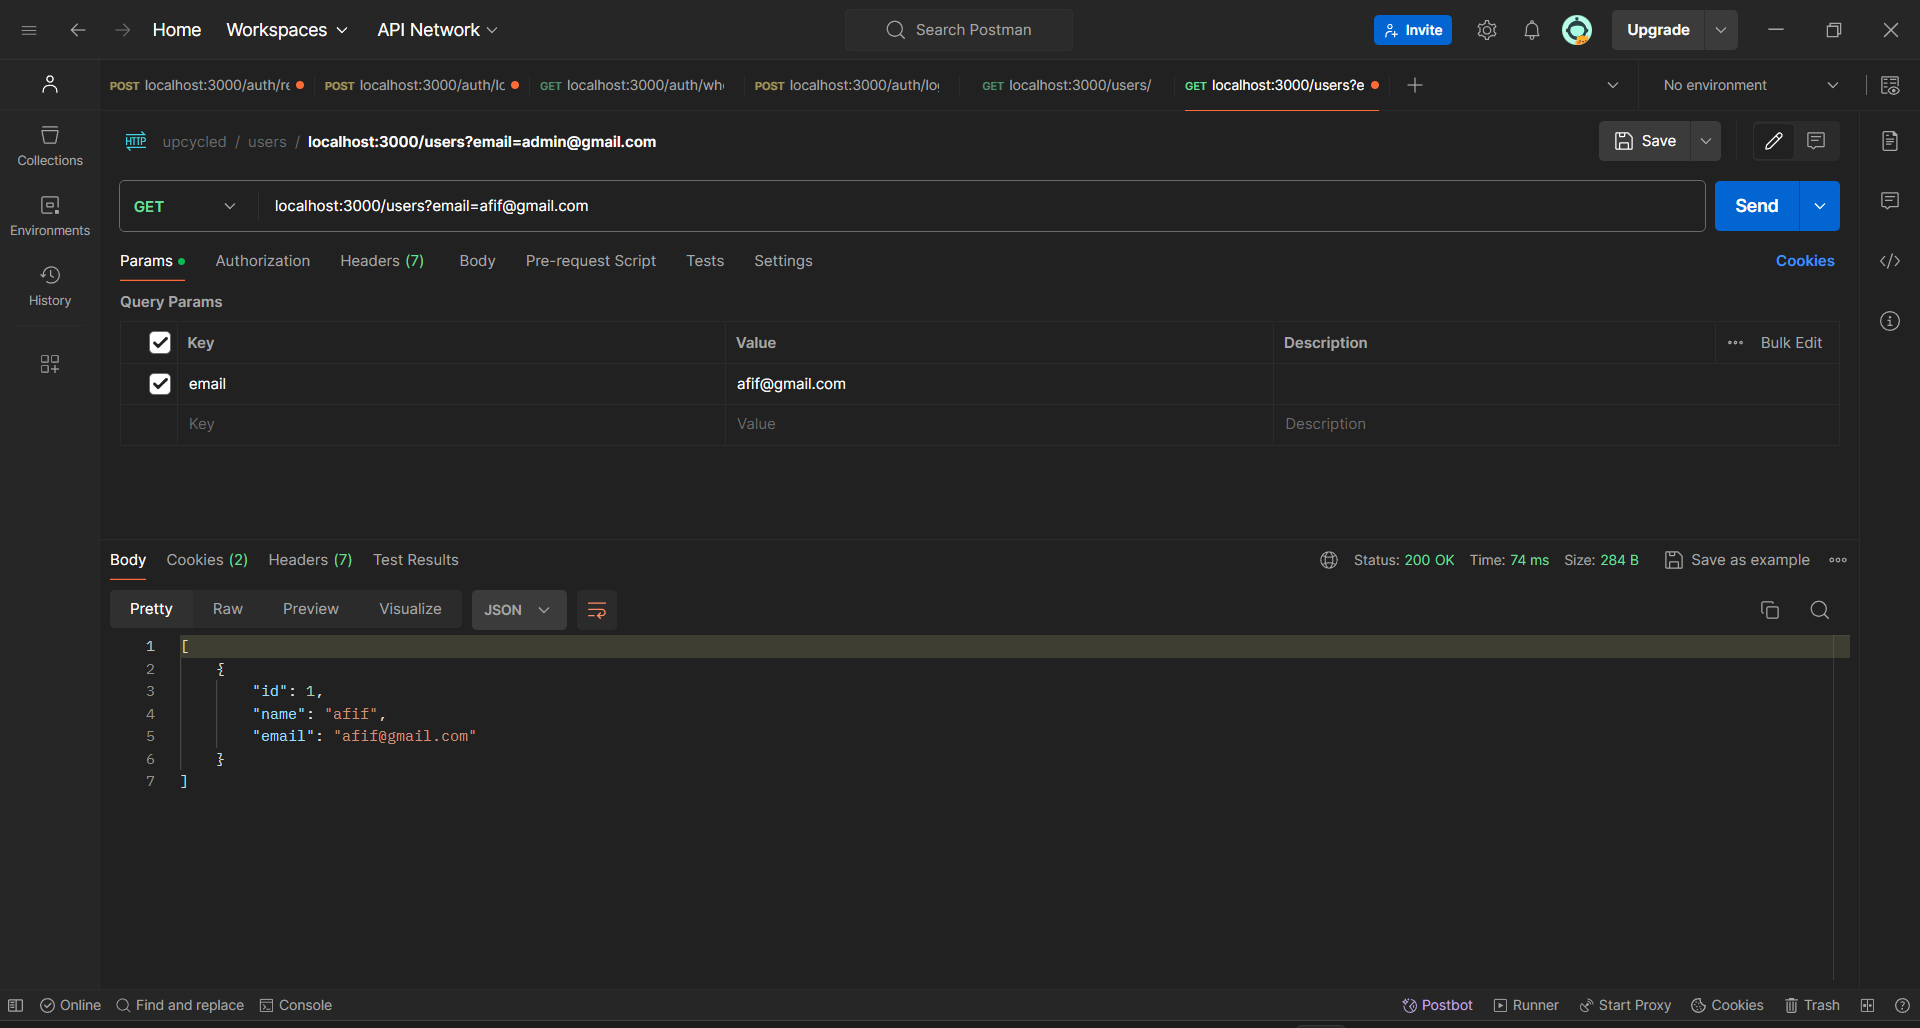 Home Workspaces API Network Search Postman Invite Upgrade
POST localhost:3000/auth/re POST localhost:3000/auth/lo GET localhost:3000/auth/wh POST localhost:3000/auth/lo GET localhost:3000/users/ GET localhost:3000/users?e No environment
HTTP upcycled / users / localhost:3000/users?email=admin@gmail.com Save
Collections
GET localhost:3000/users?email=afif@gmail.com Send
Environments
Params Authorization Headers (7) Body Pre-request Script Tests Settings Cookies
History
Query Params
Key Value Description Bulk Edit
email afif@gmail.com
Key Value Description
Body Cookies (2) Headers (7) Test Results Status: 200 OK Time: 74 ms Size: 284 B Save as example
Pretty Raw Preview Visualize JSON
1 [
2 {
3 "id": 1,
4 "name": "afif",
5 "email": "afif@gmail.com"
6 }
7 ]
Online Find and replace Console Postbot Runner Start Proxy Cookies Trash